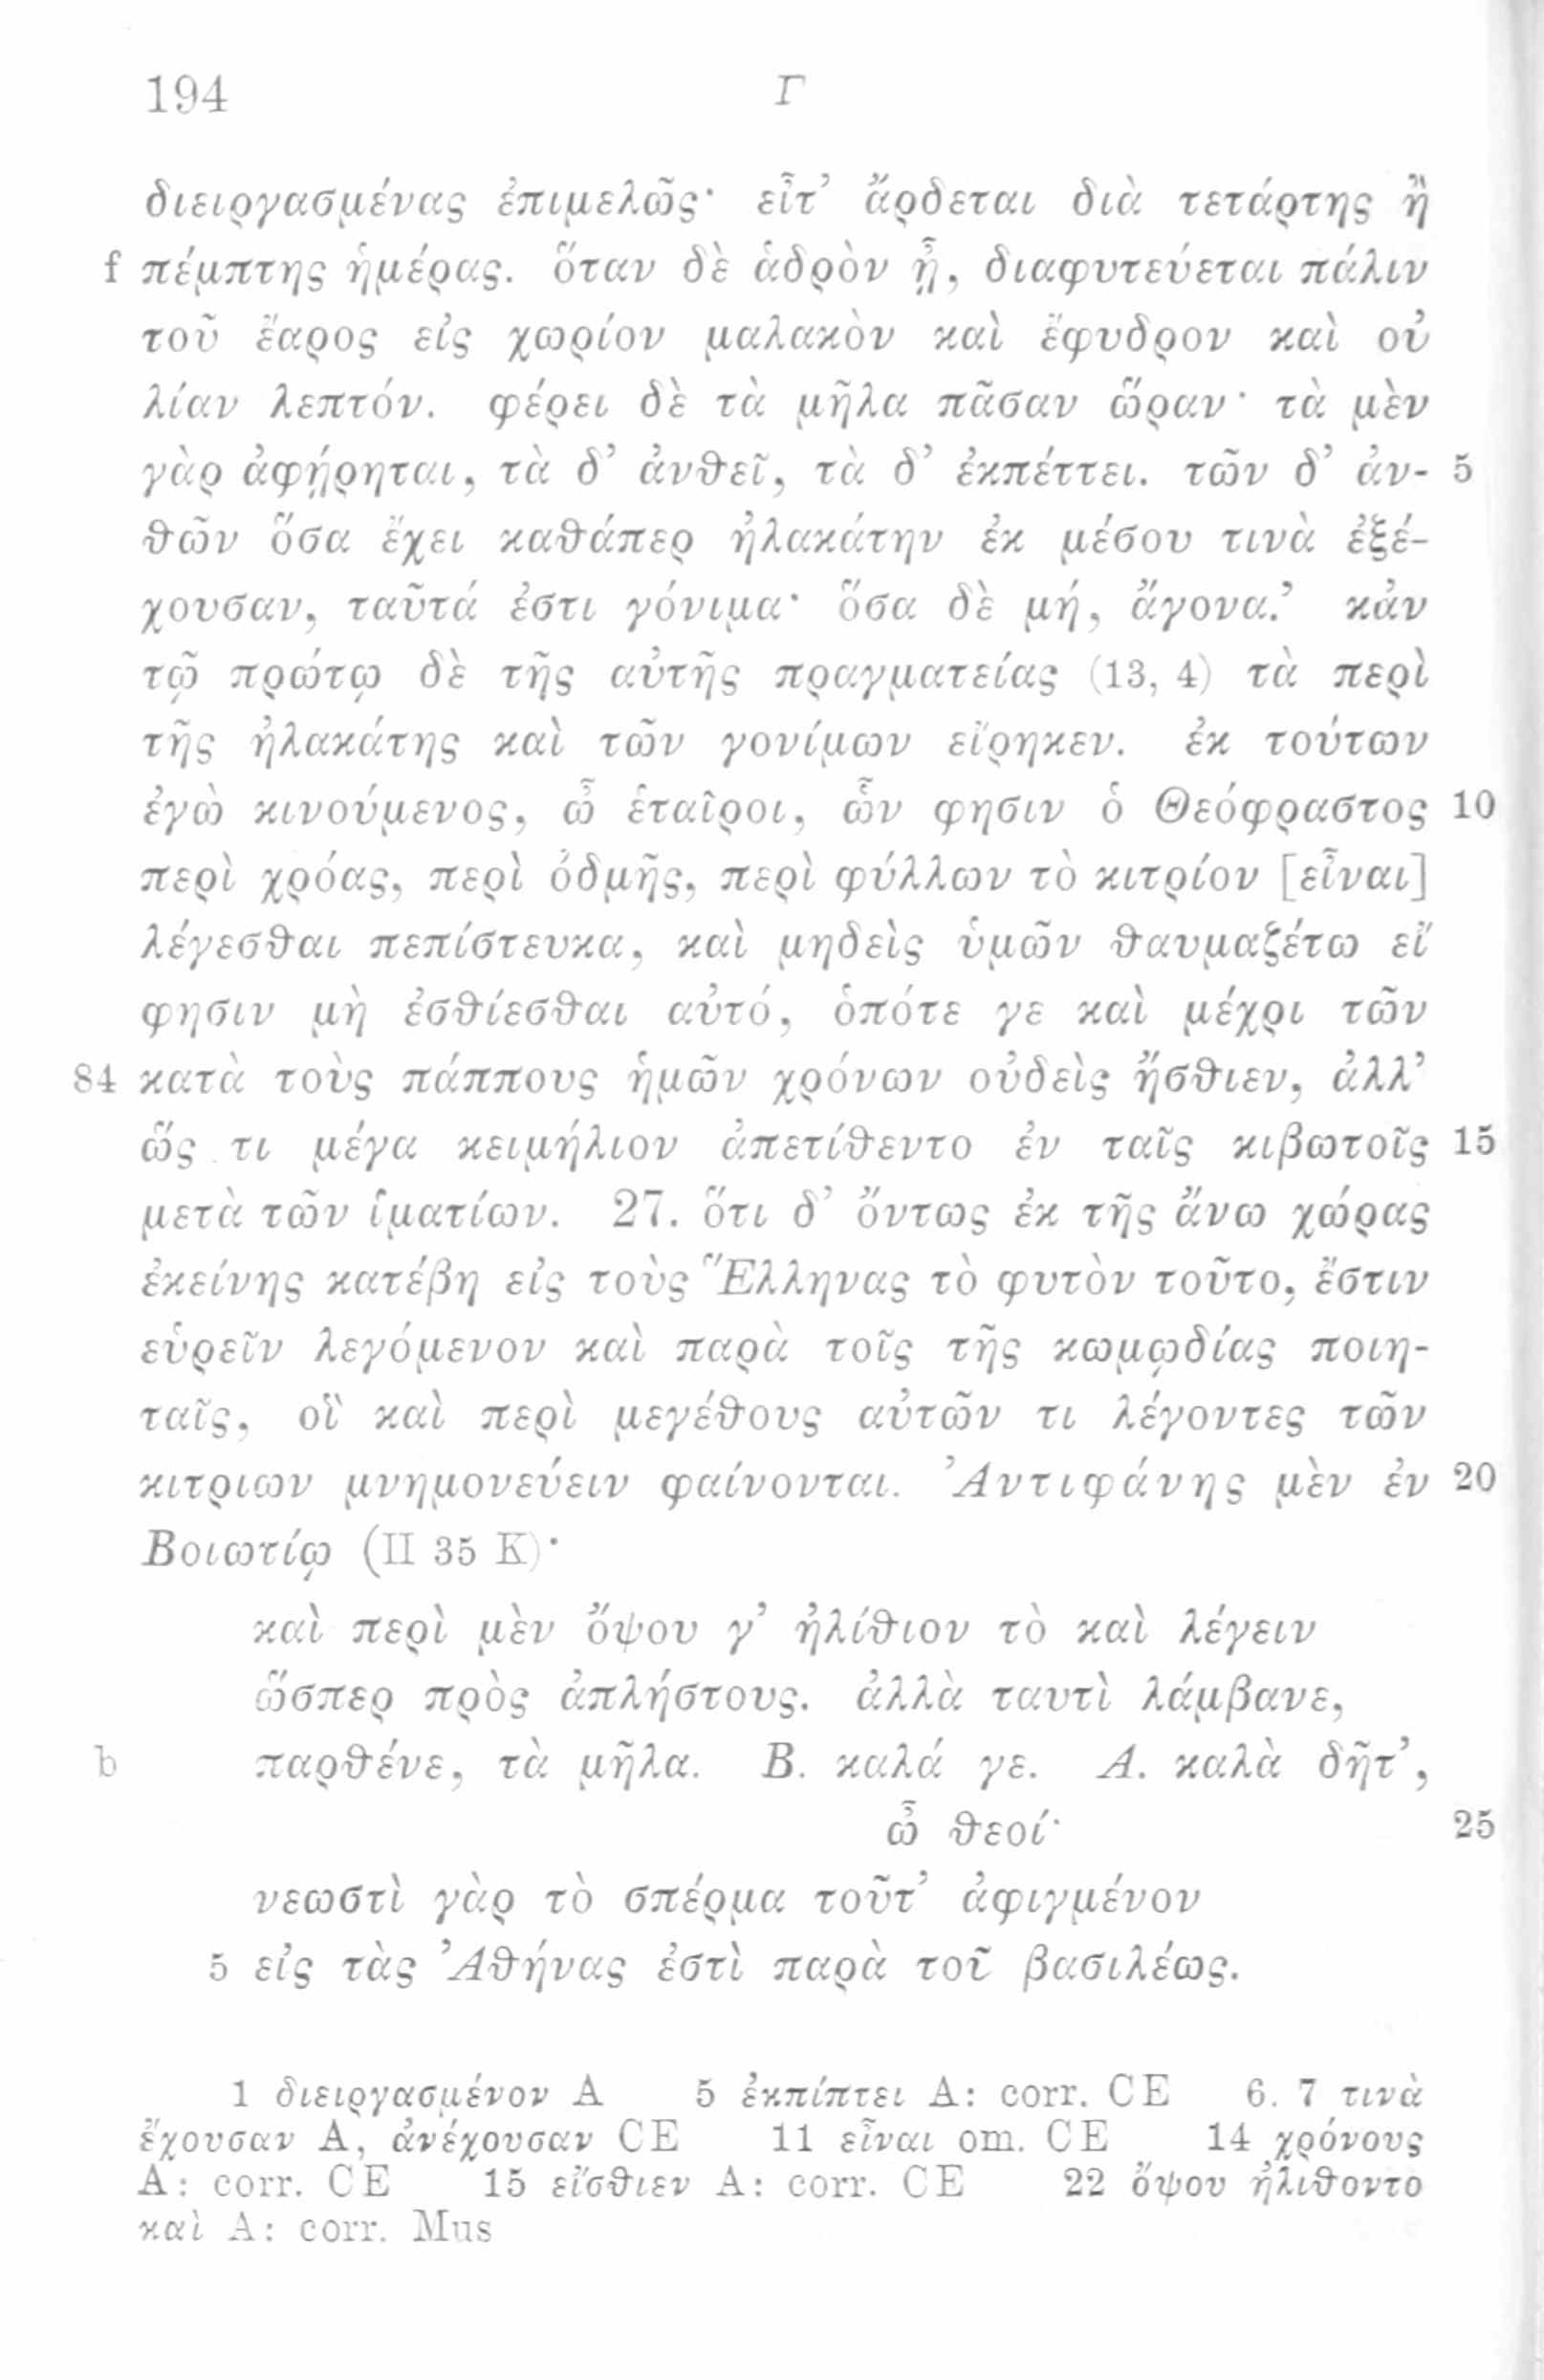 194 Γ
διειργασμένας ἐπιμελῶς· εἶτ’ ἄρδεται διὰ τετάρτης ἢ
f πέμπτης ἡμέρας. ὅταν δὲ ἁδρὸν ᾖ, διαφυτεύεται πάλιν
τοῦ ἔαρος εἰς χωρίον μαλακὸν καὶ ἔφυδρον καὶ οὐ
λίαν λεπτόν. φέρει δὲ τὰ μῆλα πᾶσαν ὥραν· τὰ μὲν
γὰρ ἀφῄρηται, τὰ δ’ ἀνθεῖ, τὰ δ’ ἐκπέττει. τῶν δ’ ἀν- 5
θῶν ὅσα ἔχει καθάπερ ἠλακάτην ἐκ μέσου τινὰ ἐξέ-
χουσαν, ταῦτά ἐστι γόνιμα· ὅσα δὲ μή, ἄγονα.’ κἀν
τῷ πρώτῳ δὲ τῆς αὐτῆς πραγματείας (13, 4) τὰ περὶ
τῆς ἠλακάτης καὶ τῶν γονίμων εἴρηκεν. ἐκ τούτων
ἐγὼ κινούμενος, ὦ ἑταῖροι, ὧν φησιν ὁ Θεόφραστος 10
περὶ χρόας, περὶ ὀδμῆς, περὶ φύλλων τὸ κιτρίον [εἶναι]
λέγεσθαι πεπίστευκα, καὶ μηδεὶς ὑμῶν θαυμαζέτω εἴ
φησιν μὴ ἐσθίεσθαι αὐτό, ὁπότε γε καὶ μέχρι τῶν
84 κατὰ τοὺς πάππους ἡμῶν χρόνων οὐδεὶς ἤσθιεν, ἀλλ’
ὥς τι μέγα κειμήλιον ἀπετίθεντο ἐν ταῖς κιβωτοῖς 15
μετὰ τῶν ἱματίων. 27. ὅτι δ’ ὄντως ἐκ τῆς ἄνω χώρας
ἐκείνης κατέβη εἰς τοὺς Ἕλληνας τὸ φυτὸν τοῦτο, ἔστιν
εὑρεῖν λεγόμενον καὶ παρὰ τοῖς τῆς κωμῳδίας ποιη-
ταῖς, οἳ καὶ περὶ μεγέθους αὐτῶν τι λέγοντες τῶν
κιτριων μνημονεύειν φαίνονται. Ἀντιφάνης μὲν ἐν 20
Βοιωτίῳ (II 35 K)·
καὶ περὶ μὲν ὄψου γ’ ἠλίθιον τὸ καὶ λέγειν
ὥσπερ πρὸς ἀπλήστους. ἀλλὰ ταυτὶ λάμβανε,
b παρθένε, τὰ μῆλα. Β. καλά γε. Α. καλὰ δῆτ’,
ὦ θεοί· 25
νεωστὶ γὰρ τὸ σπέρμα τοῦτ’ ἀφιγμένον
5 εἰς τὰς Ἀθήνας ἐστὶ παρὰ τοῦ βασιλέως.
1 διειργασμένον A 5 ἐκπίπτει A: corr. CE 6. 7 τινὰ
ἔχουσαν A, ἀνέχουσαν CE 11 εἶναι om. CE 14 χρόνους
A: corr. CE 15 εἴσθιεν A: corr. CE 22 ὄψου ἠλιθοντο
καὶ A: corr. Mus